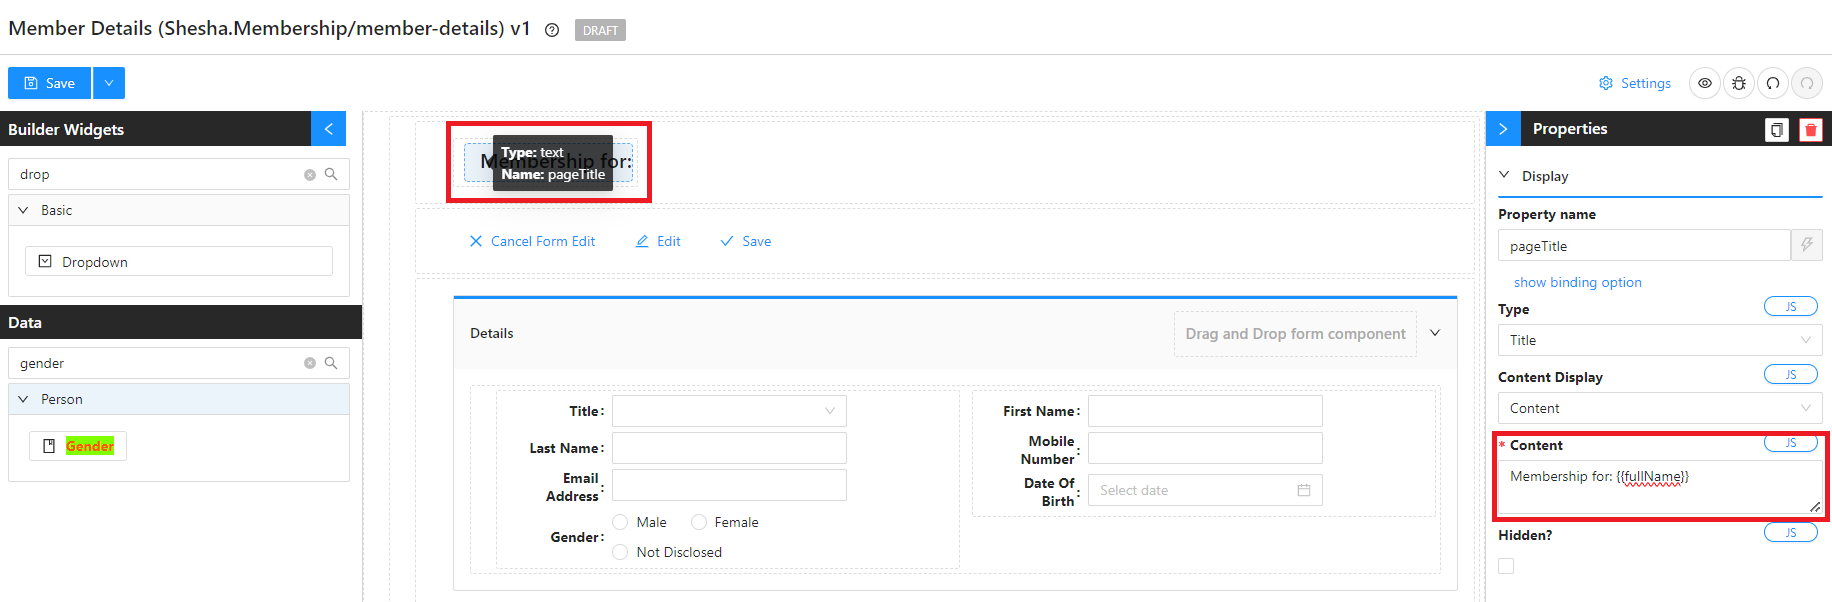 Member Details (Shesha.Membership/member-details) v1 DRAFT
Save
Settings
Builder Widgets
drop
Basic
Dropdown
Data
gender
Person
Gender
Membership for:
Type: text
Name: pageTitle
Cancel Form Edit Edit Save
Details
Drag and Drop form component
Title:
Last Name:
Email
Address:
Gender:
Male Female
Not Disclosed
First Name:
Mobile
Number:
Date Of
Birth:
Select date
Properties
Display
Property name
pageTitle
show binding option
Type JS
Title
Content Display JS
Content
* Content JS
Membership for: {{fullName}}
Hidden? JS